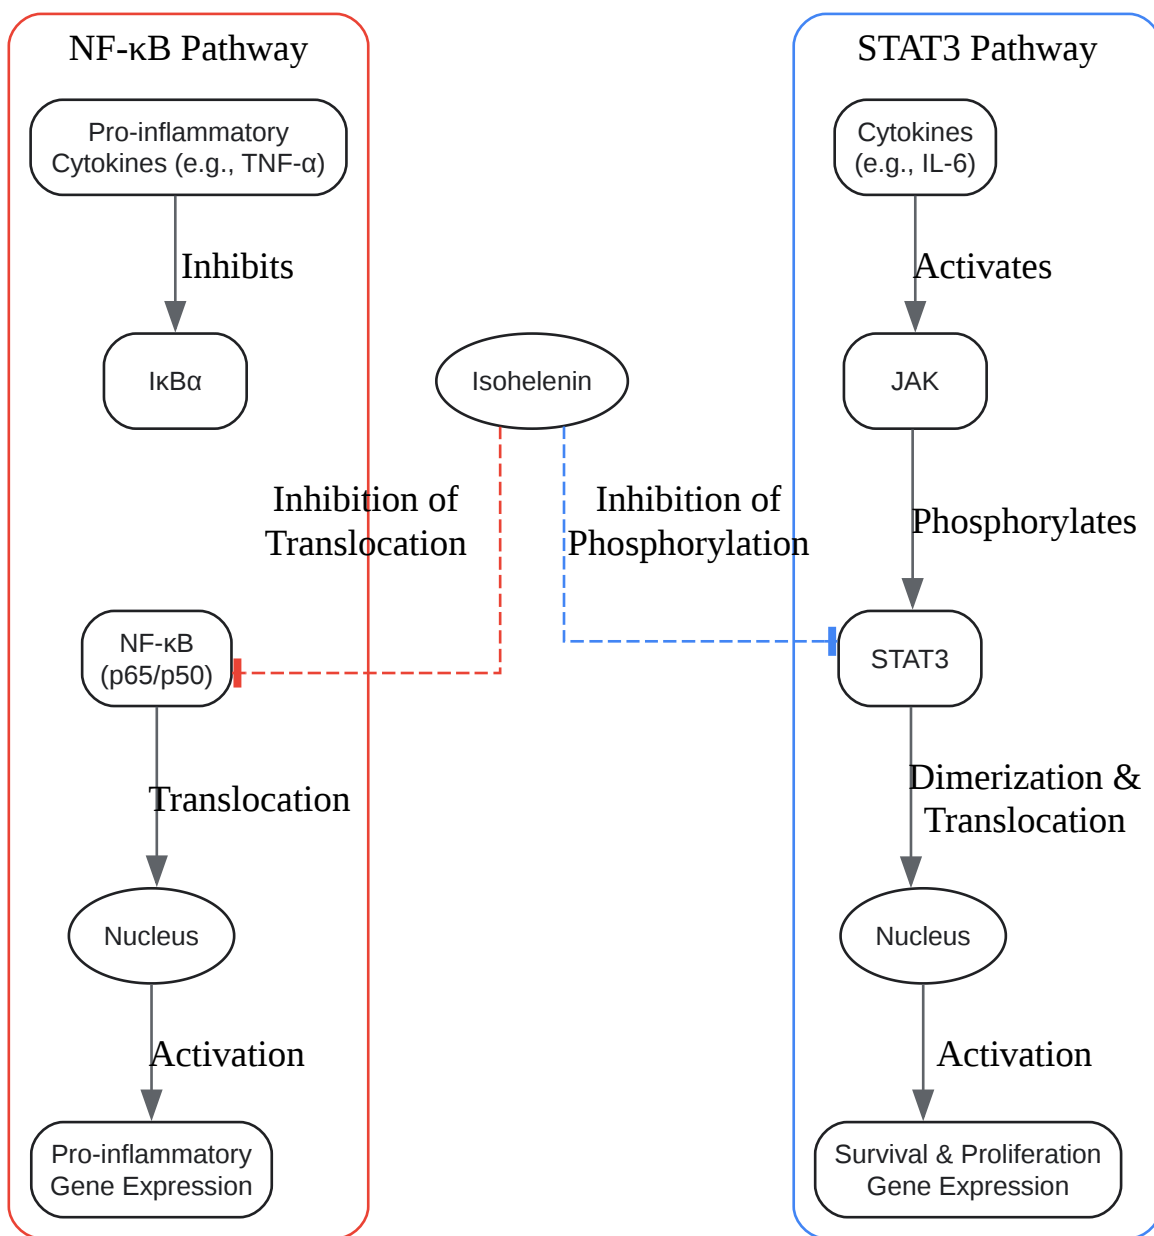 NF-κB Pathway
Pro-inflammatory
Cytokines (e.g., TNF-α)
Inhibits
IκBα
Isohelenin
Inhibition of
Translocation
Inhibition of
Phosphorylation
NF-κB
(p65/p50)
Translocation
Nucleus
Activation
Pro-inflammatory
Gene Expression
STAT3 Pathway
Cytokines
(e.g., IL-6)
Activates
JAK
Phosphorylates
STAT3
Dimerization &
Translocation
Nucleus
Activation
Survival & Proliferation
Gene Expression